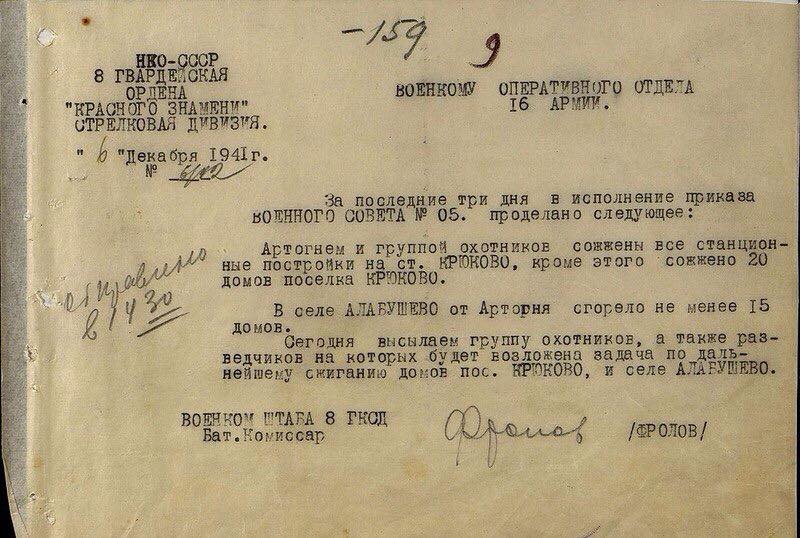 -159
9
НКО-СССР
8 ГВАРДЕЙСКАЯ
ОРДЕНА
"КРАСНОГО ЗНАМЕНИ"
СТРЕЛКОВАЯ ДИВИЗИЯ.
" 6 "Декабря 1941г.
№
ВОЕНКОМУ ОПЕРАТИВНОГО ОТДЕЛА
16 АРМИИ.
За последние три дня в исполнение приказа
ВОЕННОГО СОВЕТА № 05. проделано следующее:
Артогнем и группой охотников сожжены все станцион-
ные постройки на ст. КРЮКОВО, кроме этого сожжено 20
домов поселка КРЮКОВО.
В селе АЛАБУШЕВО от Артогня сгорело не менее 15
домов.
Сегодня высылаем группу охотников, а также раз-
ведчиков на которых будет возложена задача по даль-
нейшему сжиганию домов пос. КРЮКОВО, и селе АЛАБУШЕВО.
отправлено
в 14 30
ВОЕНКОМ ШТАБА 8 ГКСД
Бат.Комиссар
Фролов
/ФРОЛОВ/